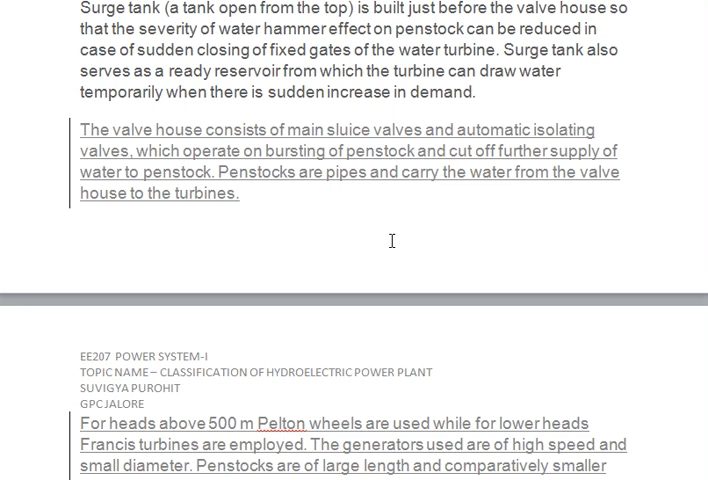 Surge tank (a tank open from the top) is built just before the valve house so
that the severity of water hammer effect on penstock can be reduced in
case of sudden closing of fixed gates of the water turbine. Surge tank also
serves as a ready reservoir from which the turbine can draw water
temporarily when there is sudden increase in demand.
The valve house consists of main sluice valves and automatic isolating
valves, which operate on bursting of penstock and cut off further supply of
water to penstock. Penstocks are pipes and carry the water from the valve
house to the turbines.
EE207 POWER SYSTEM-I
TOPIC NAME – CLASSIFICATION OF HYDROELECTRIC POWER PLANT
SUVIGYA PUROHIT
GPC JALORE
For heads above 500 m Pelton wheels are used while for lower heads
Francis turbines are employed. The generators used are of high speed and
small diameter. Penstocks are of large length and comparatively smaller